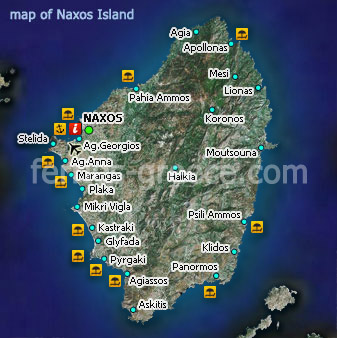 map of Naxos Island
Agia
Apollonas
Mesi
Lionas
Pahia Ammos
Koronos
NAXOS
Stelida
Ag.Georgios
Moutsouna
Ag.Anna
Halkia
Marangas
Plaka
Mikri Vigla
Psili Ammos
Kastraki
Glyfada
Klidos
Pyrgaki
Panormos
Agiassos
Askitis